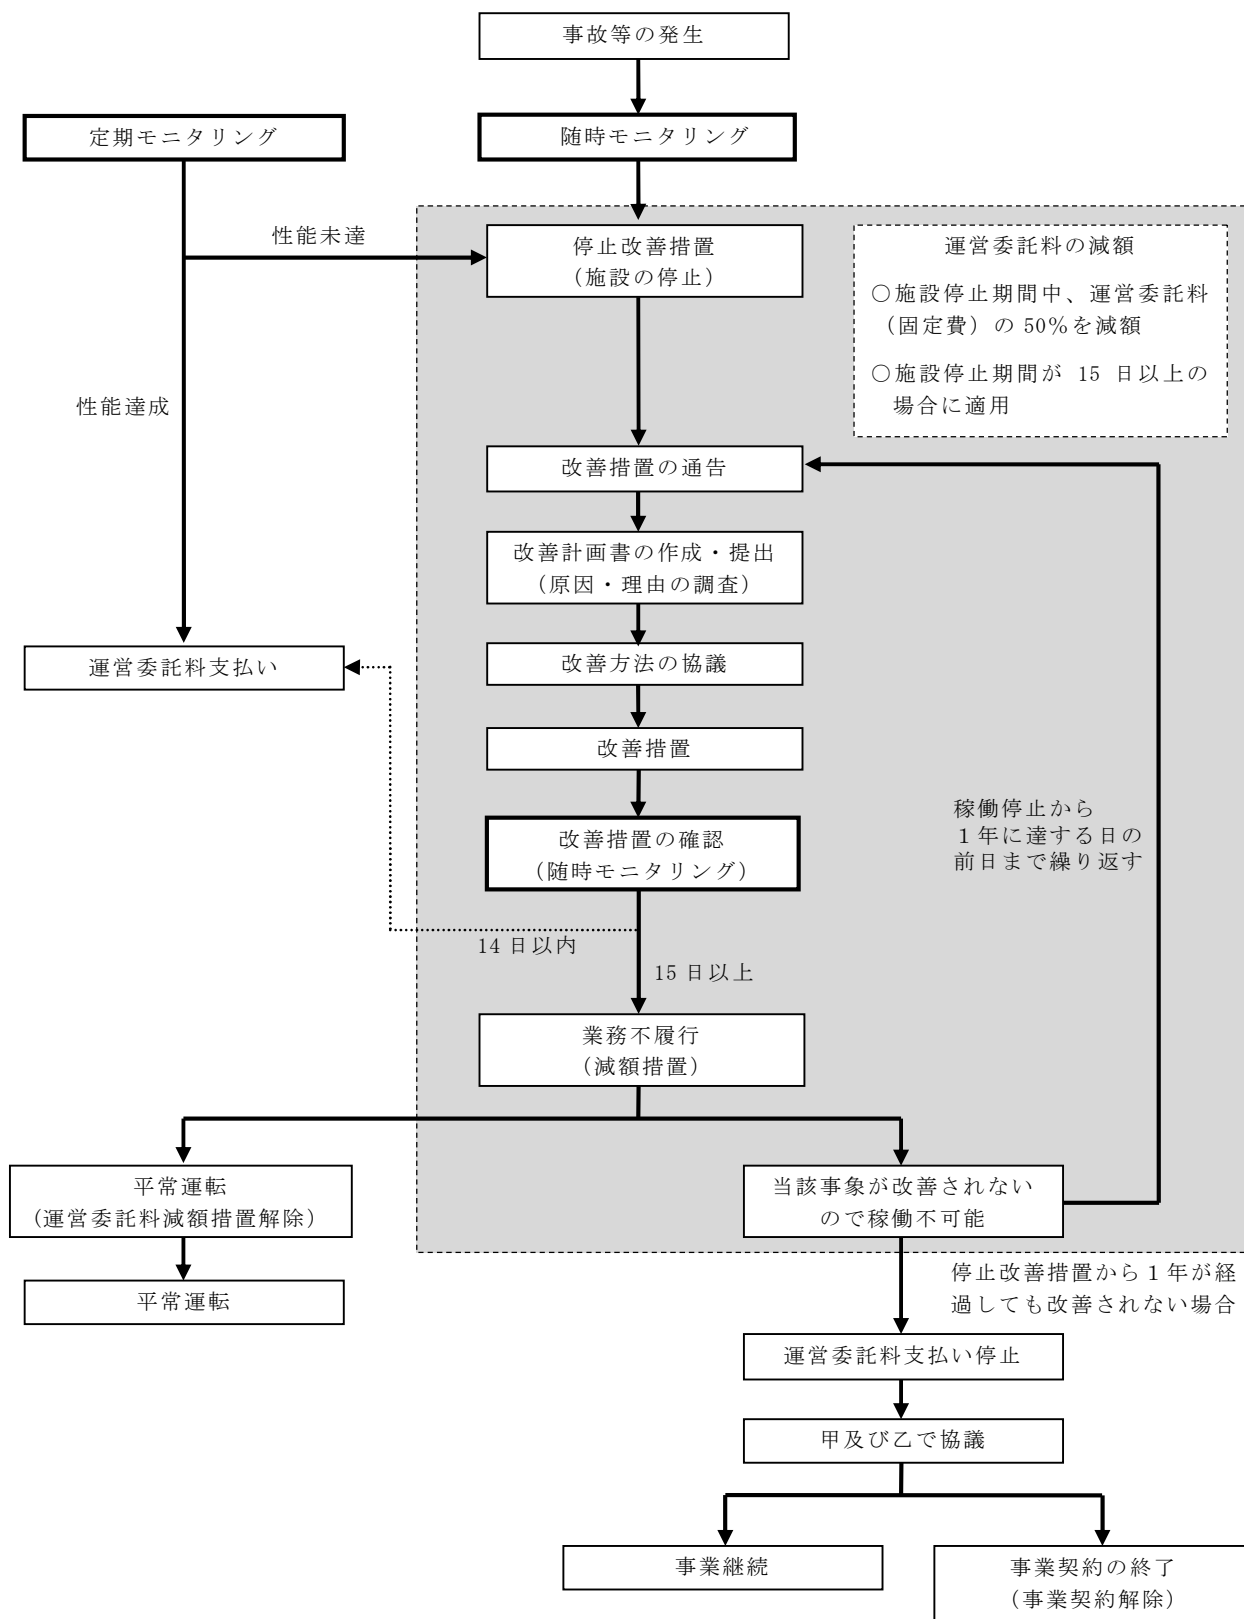 事故等の発生
定期モニタリング
随時モニタリング
性能未達
停止改善措置
（施設の停止）
運営委託料の減額
○施設停止期間中、運営委託料
（固定費）の 50％を減額
○施設停止期間が 15 日以上の
場合に適用
性能達成
改善措置の通告
改善計画書の作成・提出
（原因・理由の調査）
運営委託料支払い
改善方法の協議
改善措置
稼働停止から
１年に達する日の
前日まで繰り返す
改善措置の確認
（随時モニタリング）
14 日以内
15 日以上
業務不履行
（減額措置）
平常運転
（運営委託料減額措置解除）
当該事象が改善されない
ので稼働不可能
平常運転
停止改善措置から１年が経
過しても改善されない場合
運営委託料支払い停止
甲及び乙で協議
事業継続
事業契約の終了
（事業契約解除）